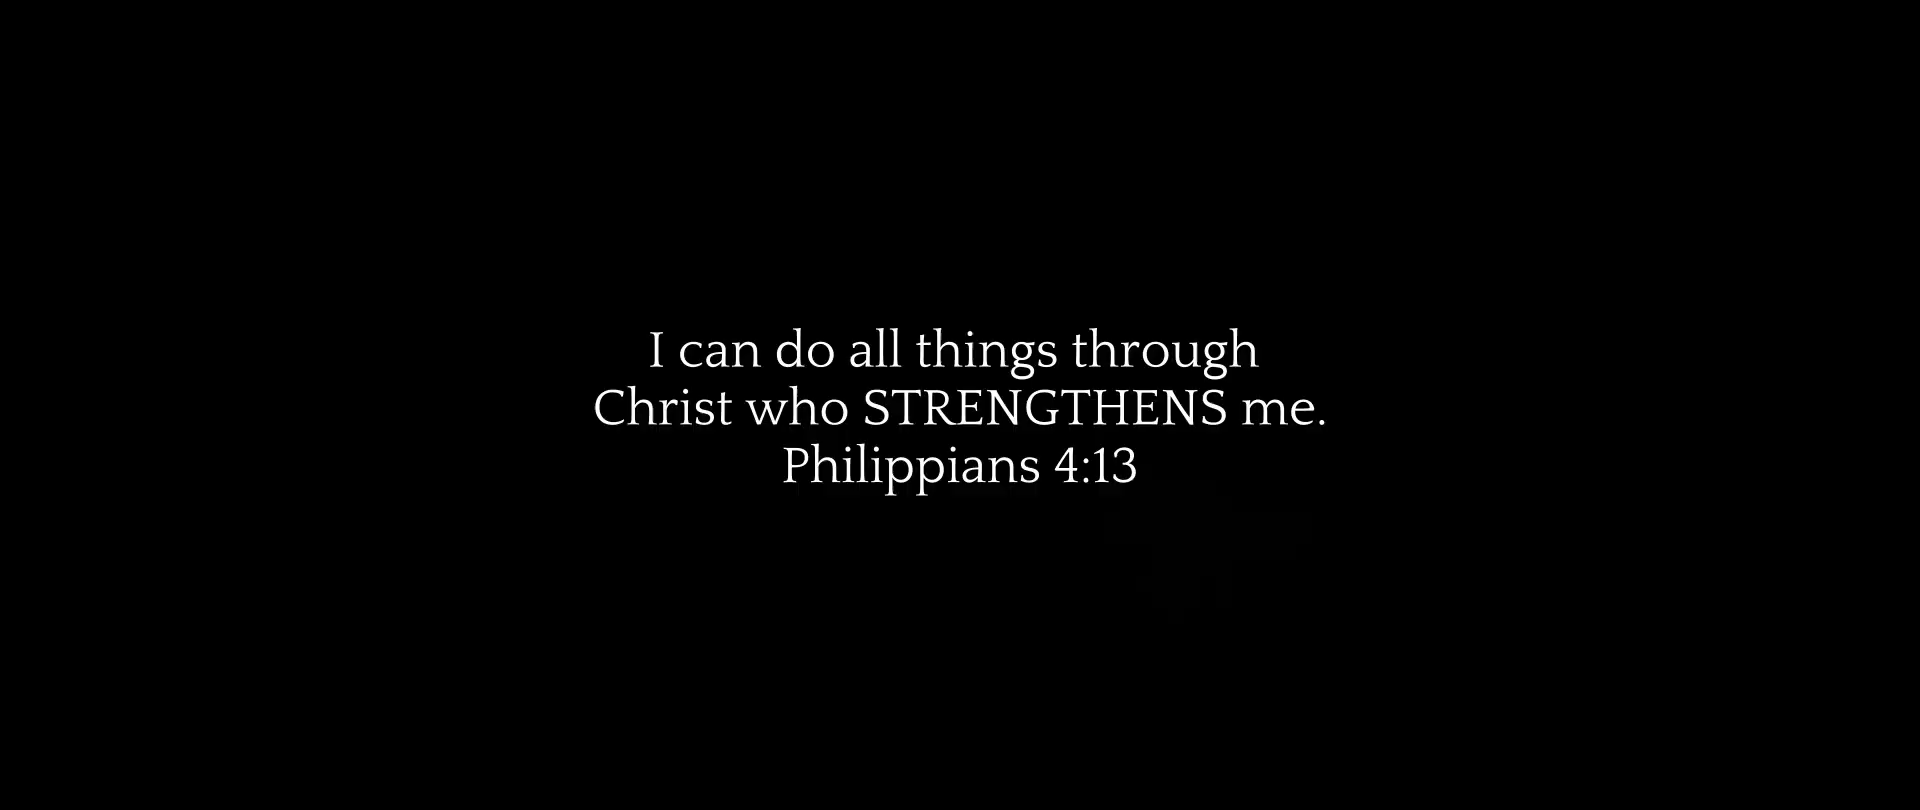 I can do all things through
Christ who STRENGTHENS me.
Philippians 4:13